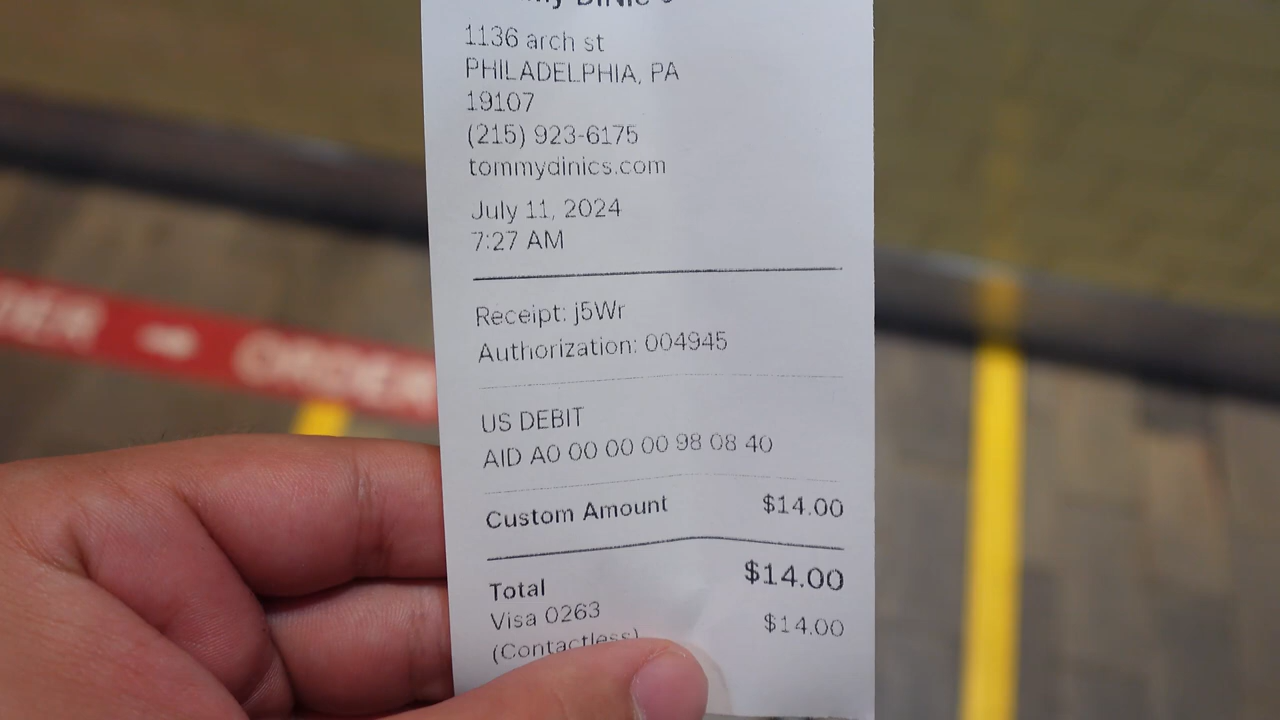 1136 arch st
PHILADELPHIA, PA
19107
(215) 923-6175
tommydinics.com
July 11, 2024
7:27 AM
Receipt: j5Wr
Authorization: 004945
US DEBIT
AID A0 00 00 00 98 08 40
Custom Amount $14.00
Total $14.00
Visa 0263 $14.00
(Contactless)
ORDER